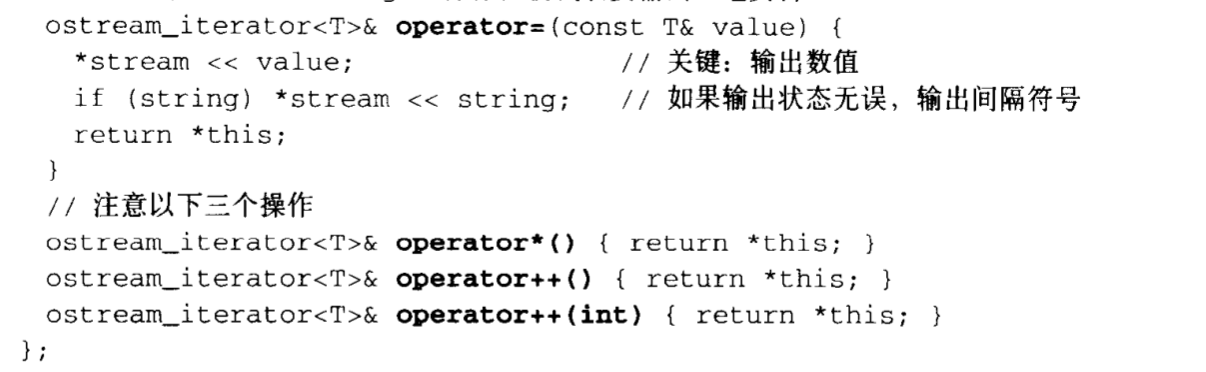 ostream_iterator<T>& operator=(const T& value) {
*stream << value; // 关键：输出数值
if (string) *stream << string; // 如果输出状态无误，输出间隔符号
return *this;
}
// 注意以下三个操作
ostream_iterator<T>& operator*() { return *this; }
ostream_iterator<T>& operator++() { return *this; }
ostream_iterator<T>& operator++(int) { return *this; }
};